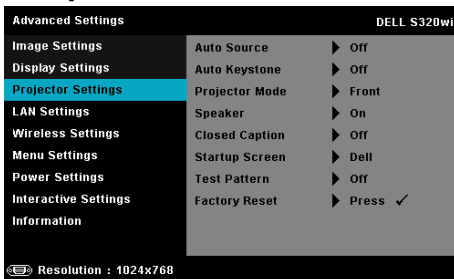 Advanced Settings DELL S320wi
Image Settings Auto Source Off
Display Settings Auto Keystone Off
Projector Settings Projector Mode Front
LAN Settings Speaker On
Wireless Settings Closed Caption Off
Menu Settings Startup Screen Dell
Power Settings Test Pattern Off
Interactive Settings Factory Reset Press ✓
Information
Resolution : 1024x768